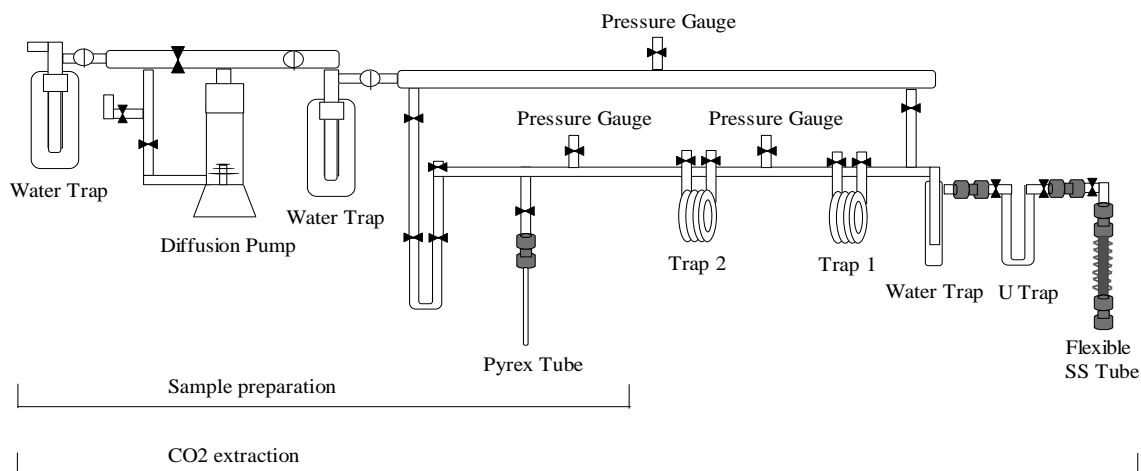 Pressure Gauge
Pressure Gauge
Pressure Gauge
Water Trap
Water Trap
Diffusion Pump
Trap 2
Trap 1
Water Trap
U Trap
Pyrex Tube
Flexible
SS Tube
Sample preparation
CO2 extraction